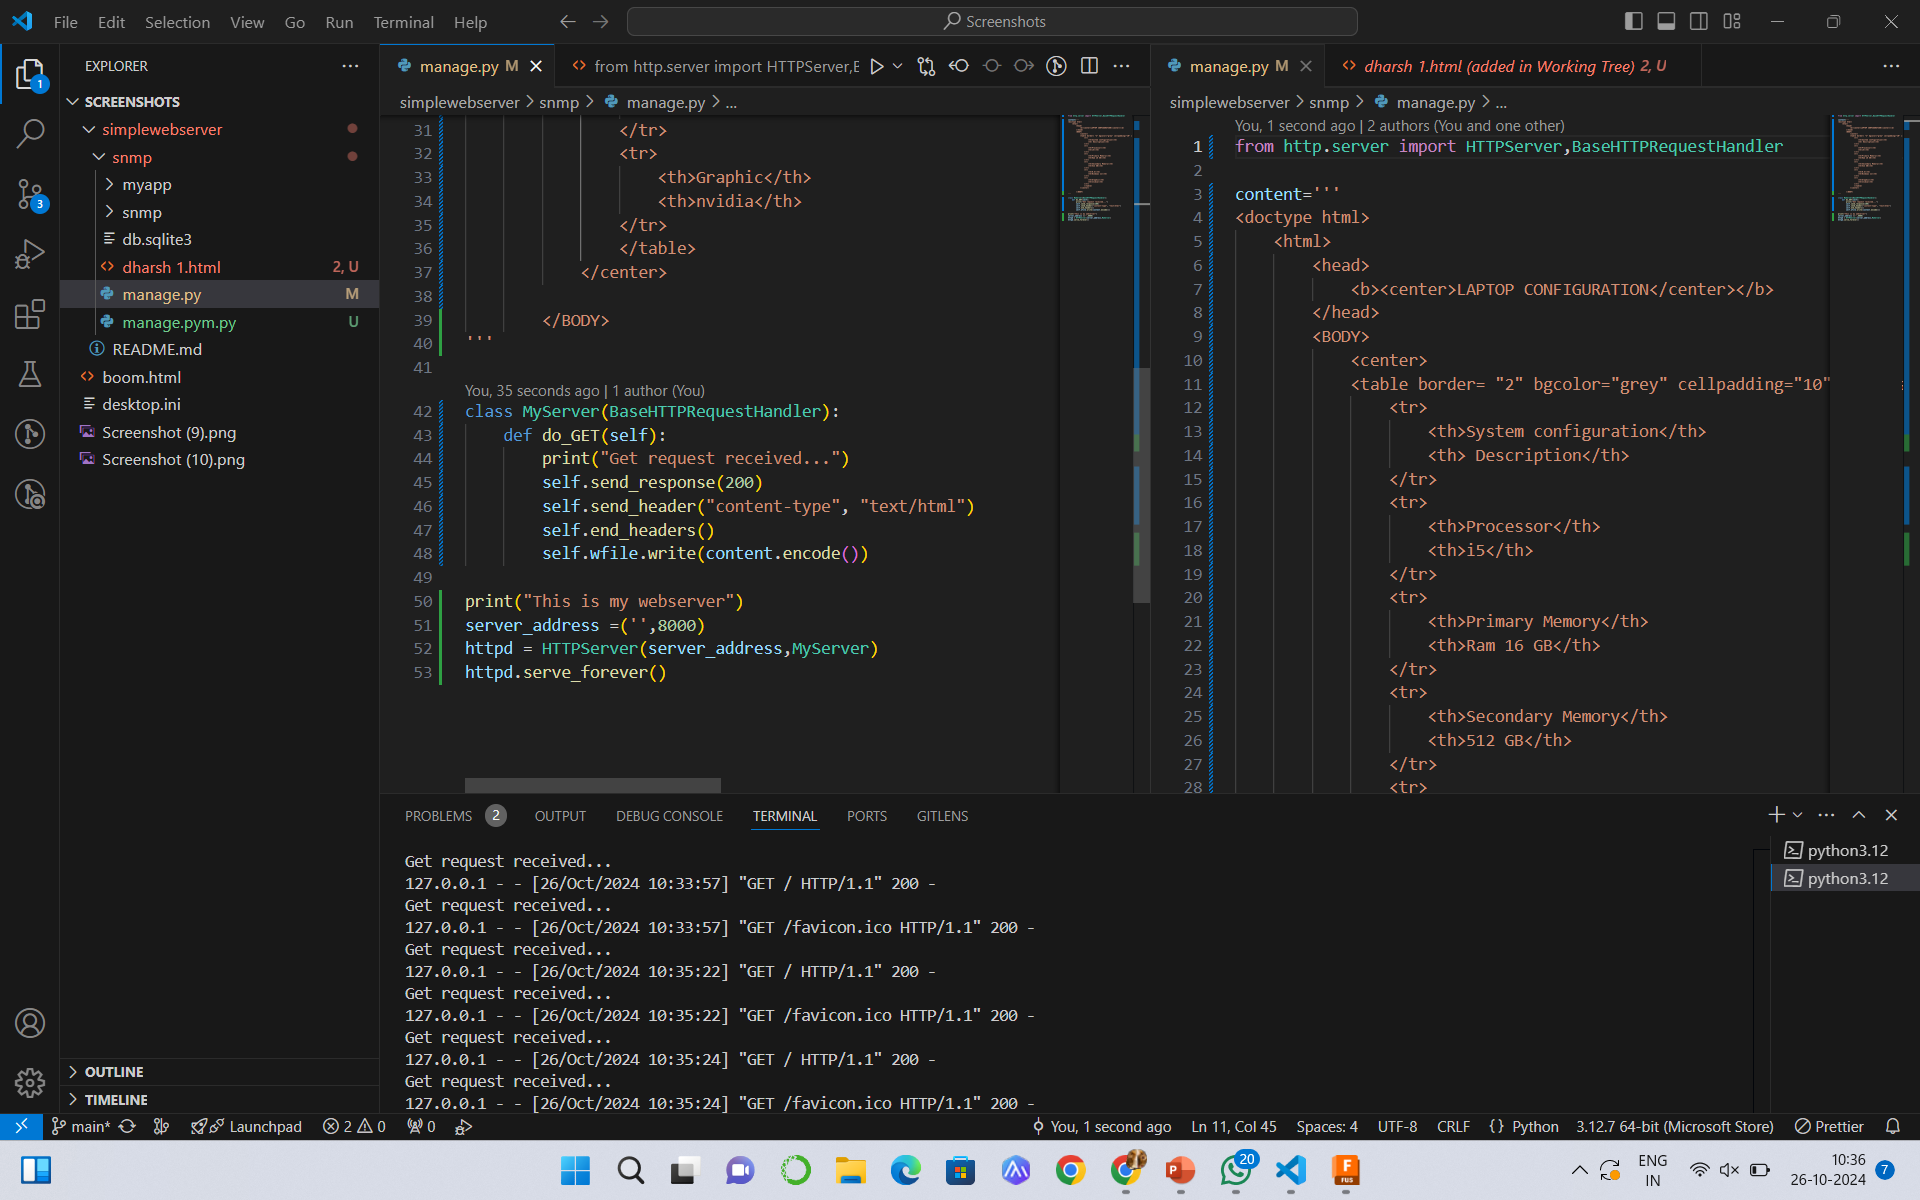 File Edit Selection View Go Run Terminal Help
Screenshots
EXPLORER
SCREENSHOTS
simplewebserver
snmp
myapp
snmp
db.sqlite3
dharsh 1.html 2, U
manage.py M
manage.pym.py U
README.md
boom.html
desktop.ini
Screenshot (9).png
Screenshot (10).png
OUTLINE
TIMELINE
1
3
manage.py M
from http.server import HTTPServer,E
simplewebserver > snmp > manage.py > ...
31 </tr>
32 <tr>
33 <th>Graphic</th>
34 <th>nvidia</th>
35 </tr>
36 </table>
37 </center>
38
39 </BODY>
40 '''
41
You, 35 seconds ago | 1 author (You)
42 class MyServer(BaseHTTPRequestHandler):
43 def do_GET(self):
44 print("Get request received...")
45 self.send_response(200)
46 self.send_header("content-type", "text/html")
47 self.end_headers()
48 self.wfile.write(content.encode())
49
50 print("This is my webserver")
51 server_address =('',8000)
52 httpd = HTTPServer(server_address,MyServer)
53 httpd.serve_forever()
manage.py M
dharsh 1.html (added in Working Tree) 2, U
simplewebserver > snmp > manage.py > ...
You, 1 second ago | 2 authors (You and one other)
1 from http.server import HTTPServer,BaseHTTPRequestHandler
2
3 content='''
4 <doctype html>
5 <html>
6 <head>
7 <b><center>LAPTOP CONFIGURATION</center></b>
8 </head>
9 <BODY>
10 <center>
11 <table border= "2" bgcolor="grey" cellpadding="10"
12 <tr>
13 <th>System configuration</th>
14 <th> Description</th>
15 </tr>
16 <tr>
17 <th>Processor</th>
18 <th>i5</th>
19 </tr>
20 <tr>
21 <th>Primary Memory</th>
22 <th>Ram 16 GB</th>
23 </tr>
24 <tr>
25 <th>Secondary Memory</th>
26 <th>512 GB</th>
27 </tr>
28 <tr>
PROBLEMS 2 OUTPUT DEBUG CONSOLE TERMINAL PORTS GITLENS
Get request received...
127.0.0.1 - - [26/Oct/2024 10:33:57] "GET / HTTP/1.1" 200 -
Get request received...
127.0.0.1 - - [26/Oct/2024 10:33:57] "GET /favicon.ico HTTP/1.1" 200 -
Get request received...
127.0.0.1 - - [26/Oct/2024 10:35:22] "GET / HTTP/1.1" 200 -
Get request received...
127.0.0.1 - - [26/Oct/2024 10:35:22] "GET /favicon.ico HTTP/1.1" 200 -
Get request received...
127.0.0.1 - - [26/Oct/2024 10:35:24] "GET / HTTP/1.1" 200 -
Get request received...
127.0.0.1 - - [26/Oct/2024 10:35:24] "GET /favicon.ico HTTP/1.1" 200 -
python3.12
python3.12
main* Launchpad 2 0 0 You, 1 second ago Ln 11, Col 45 Spaces: 4 UTF-8 CRLF {} Python 3.12.7 64-bit (Microsoft Store) Prettier
20
F
FUS
ENG
IN
10:36
26-10-2024
7